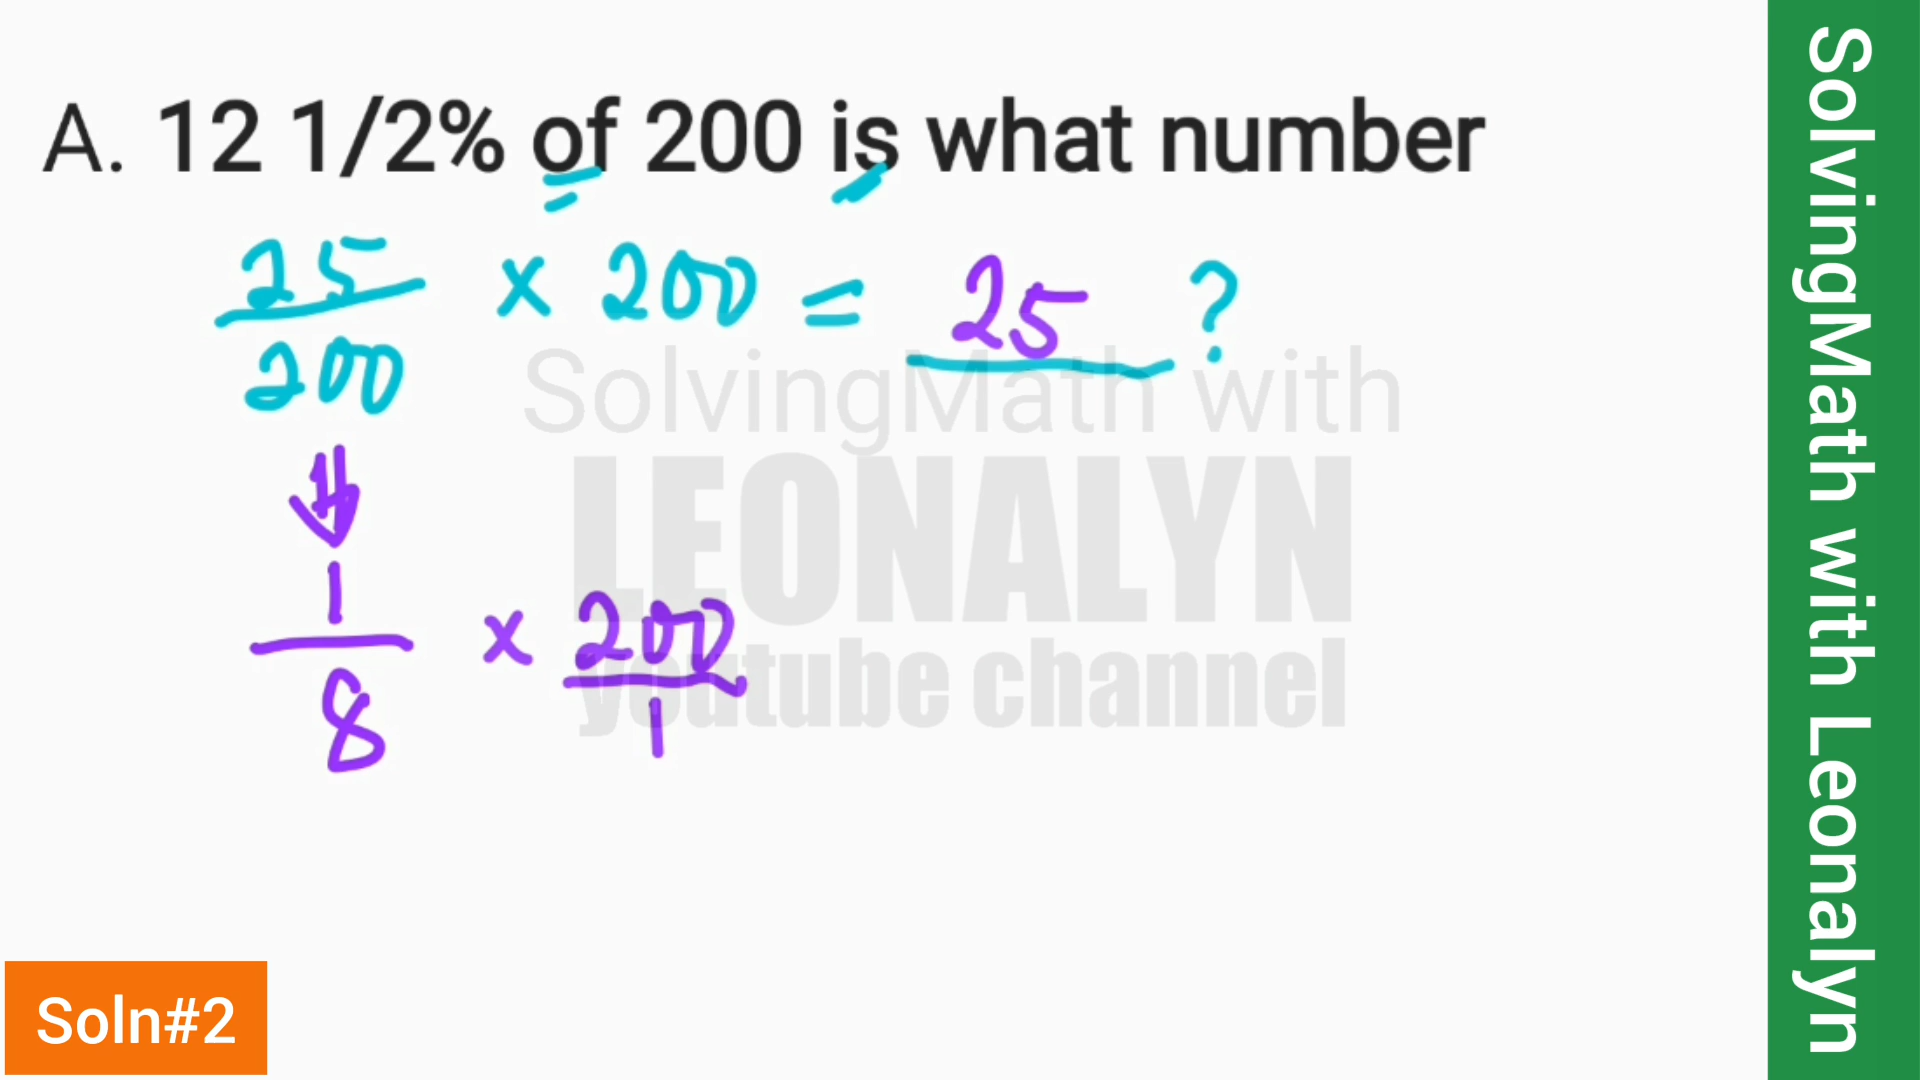 A. 12 1/2% of 200 is what number
25/200 × 200 = 25 ?
1/8 × 200/1
SolvingMath with
LEONALYN
youtube channel
Soln#2
SolvingMath with Leonalyn